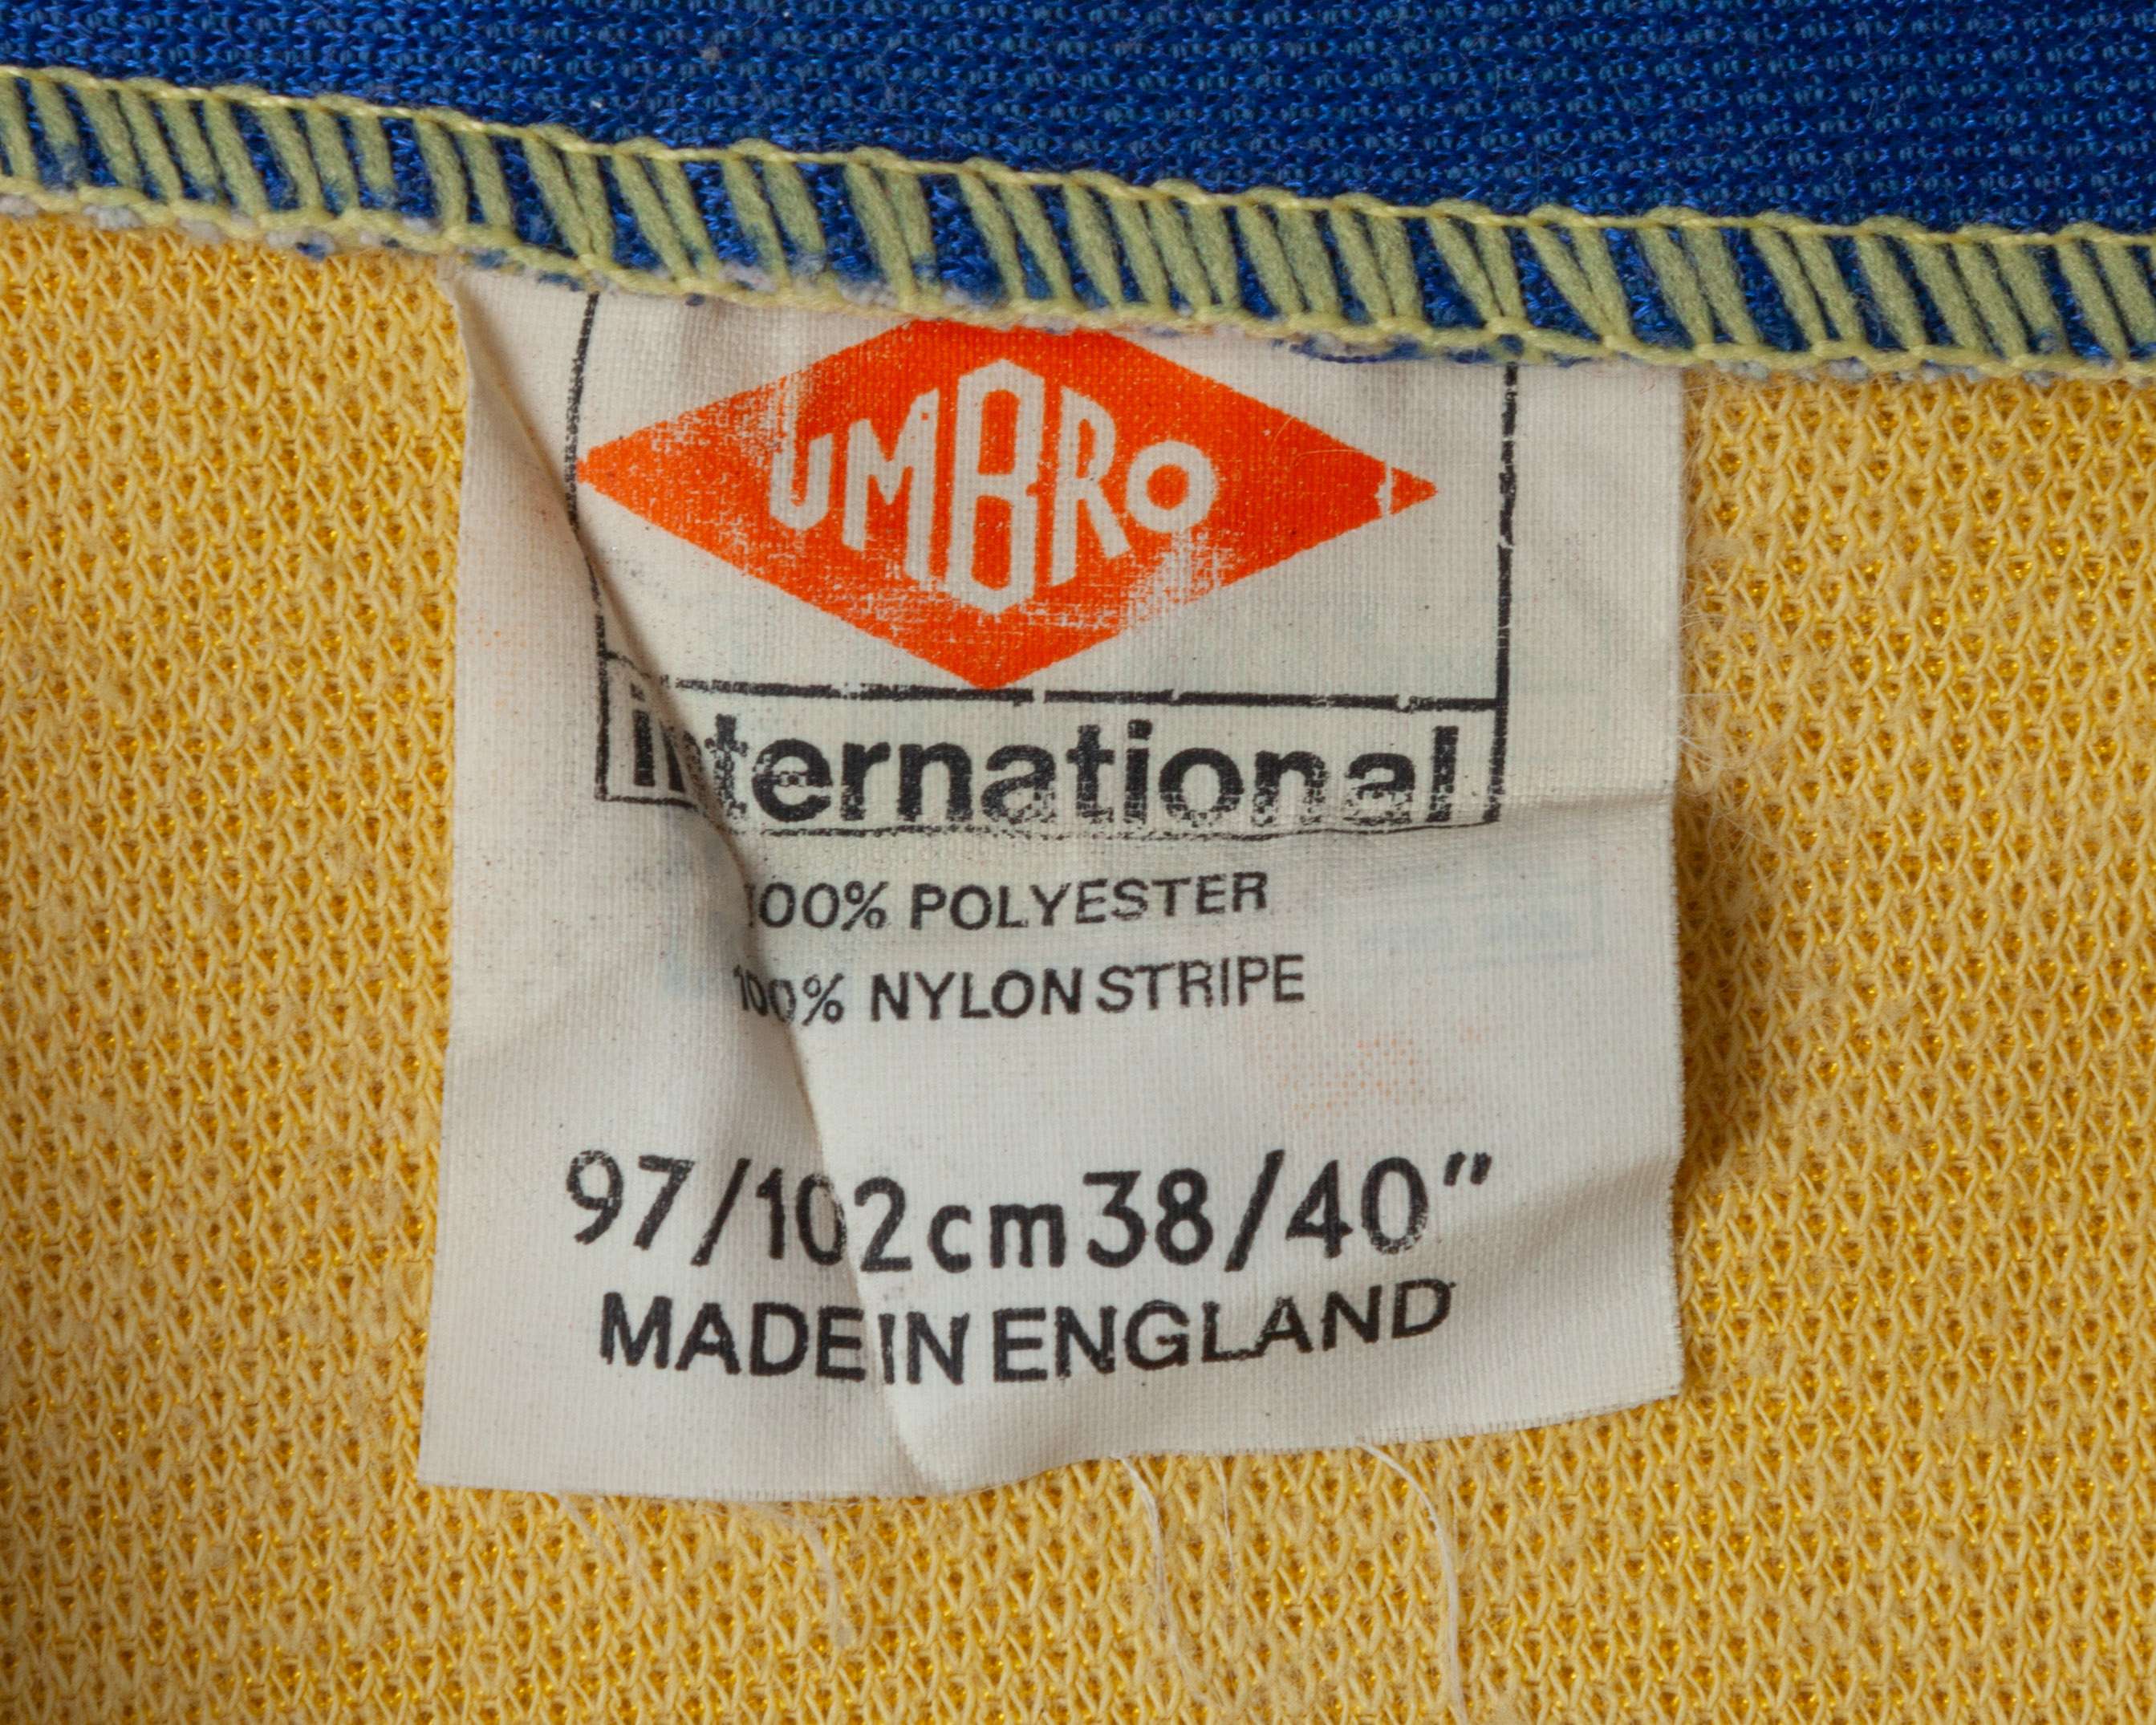 UMBRO
international
100% POLYESTER
100% NYLON STRIPE
97/102cm 38/40"
MADE IN ENGLAND